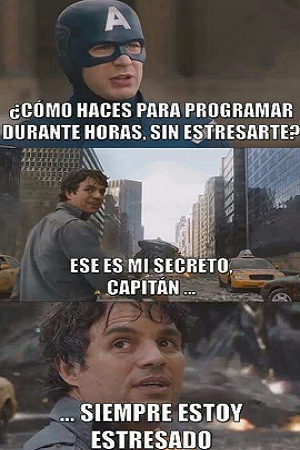 ¿CÓMO HACES PARA PROGRAMAR
DURANTE HORAS, SIN ESTRESARTE?
ESE ES MI SECRETO,
CAPITÁN ...
... SIEMPRE ESTOY
ESTRESADO